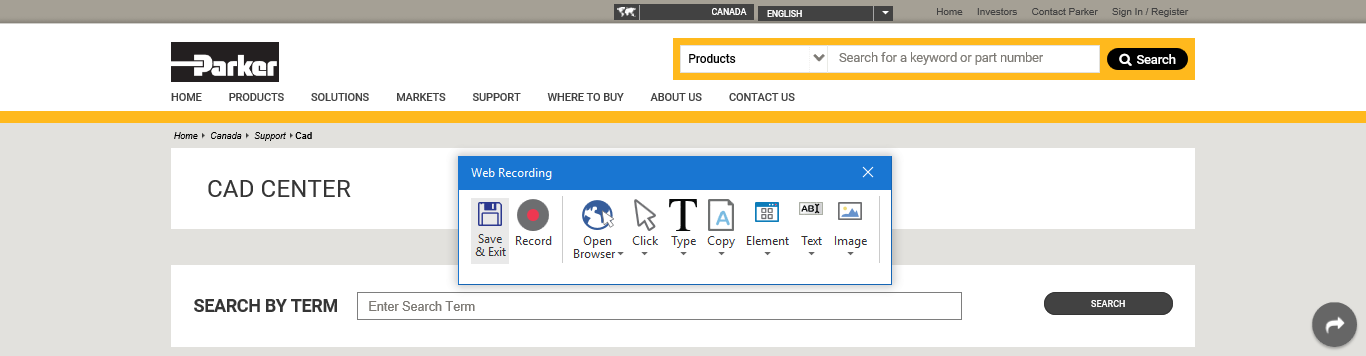 CANADA ENGLISH Home Investors Contact Parker Sign In / Register
Parker
Products Search for a keyword or part number Search
HOME PRODUCTS SOLUTIONS MARKETS SUPPORT WHERE TO BUY ABOUT US CONTACT US
Home Canada Support Cad
CAD CENTER
Web Recording
T A AB
Save & Exit
Record
Open Browser
Click
Type
Copy
Element
Text
Image
SEARCH BY TERM Enter Search Term SEARCH